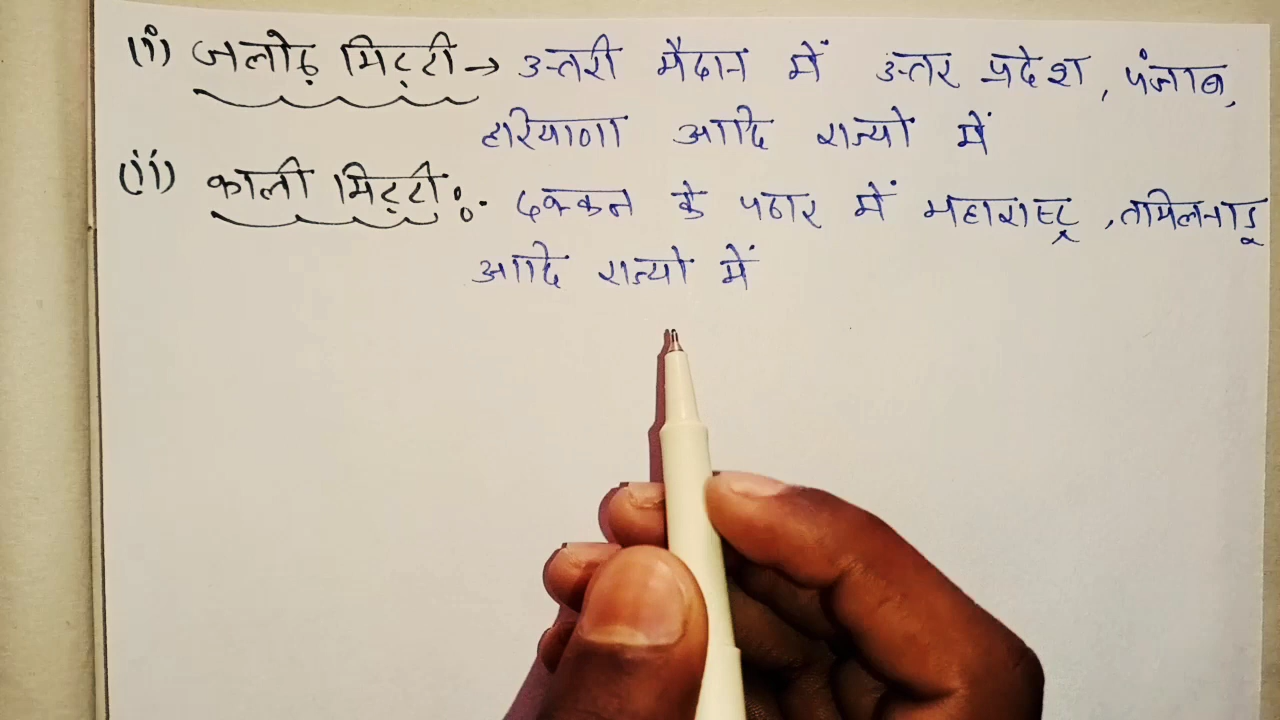 (i) जलोढ़ मिट्टी → उत्तरी मैदान में उत्तर प्रदेश, पंजाब,
हरियाणा आदि राज्यो में
(ii) काली मिट्टी :- दक्कन के पठार में महाराष्ट्र, तमिलनाडू
आदि राज्यो में